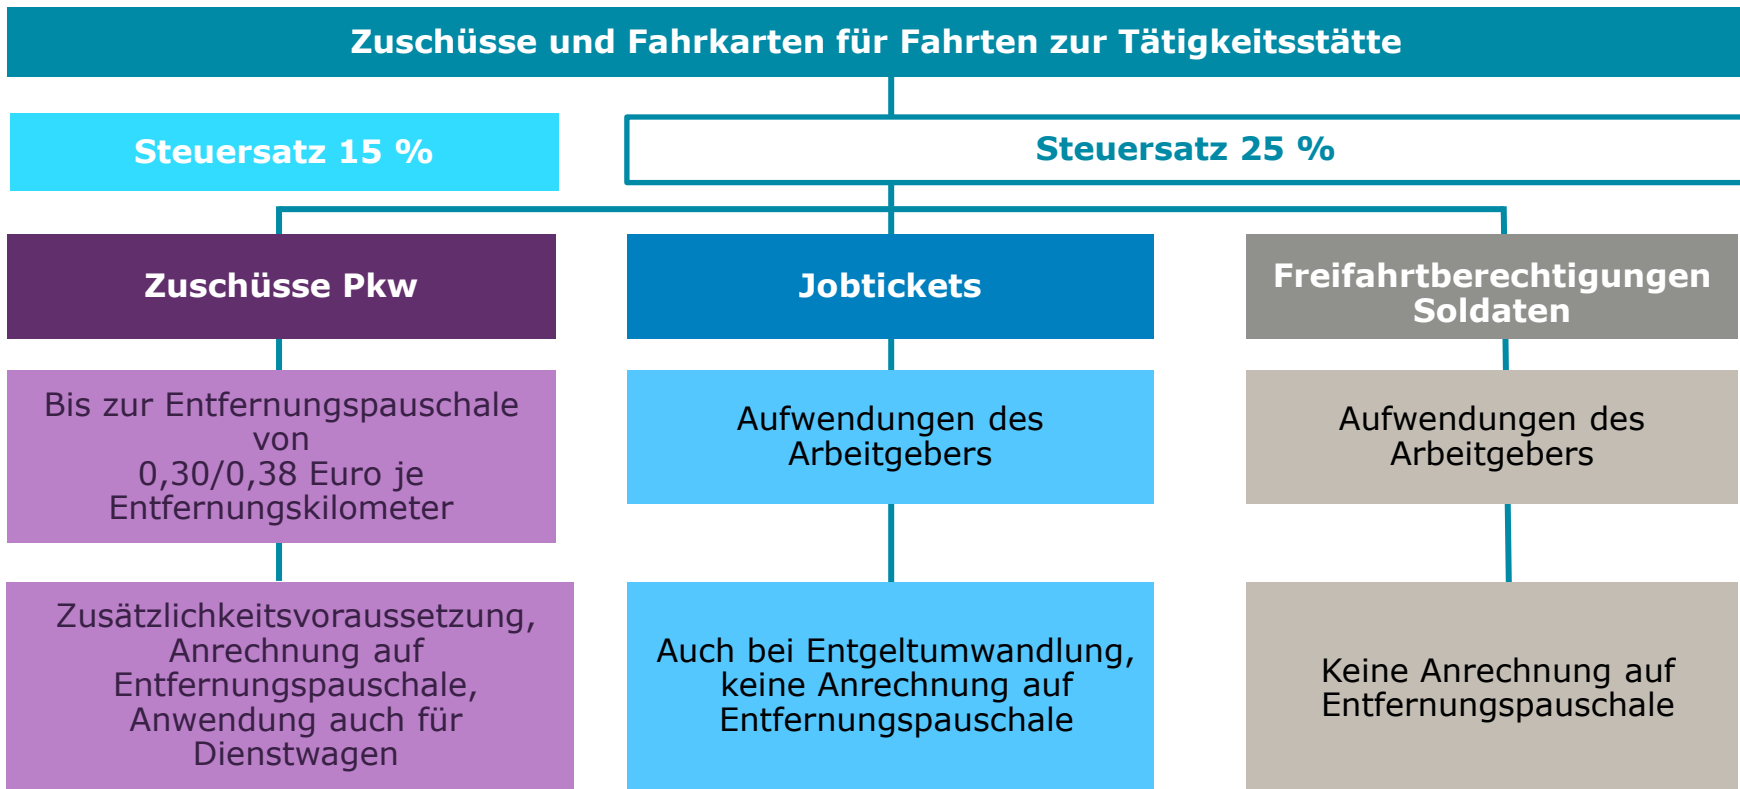 Zuschüsse und Fahrkarten für Fahrten zur Tätigkeitsstätte
Steuersatz 15 %
Steuersatz 25 %
Zuschüsse Pkw
Bis zur Entfernungspauschale
von
0,30/0,38 Euro je
Entfernungskilometer
Zusätzlichkeitsvoraussetzung,
Anrechnung auf
Entfernungspauschale,
Anwendung auch für
Dienstwagen
Jobtickets
Aufwendungen des
Arbeitgebers
Auch bei Entgeltumwandlung,
keine Anrechnung auf
Entfernungspauschale
Freifahrtberechtigungen
Soldaten
Aufwendungen des
Arbeitgebers
Keine Anrechnung auf
Entfernungspauschale